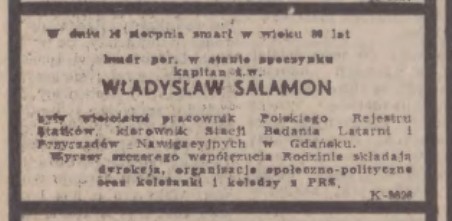 W dniu 16 sierpnia zmarł w wieku 80 lat
kmdr por. w stanie spoczynku
kapitan ż.w.
WŁADYSŁAW SALAMON
były wieloletni pracownik Polskiego Rejestru
Statków, kierownik Stacji Badania Latarni i
Przyrządów Nawigacyjnych w Gdańsku.
Wyrazy szczerego współczucia Rodzinie składają
dyrekcja, organizacje społeczno-polityczne
oraz koleżanki i koledzy z PRS.